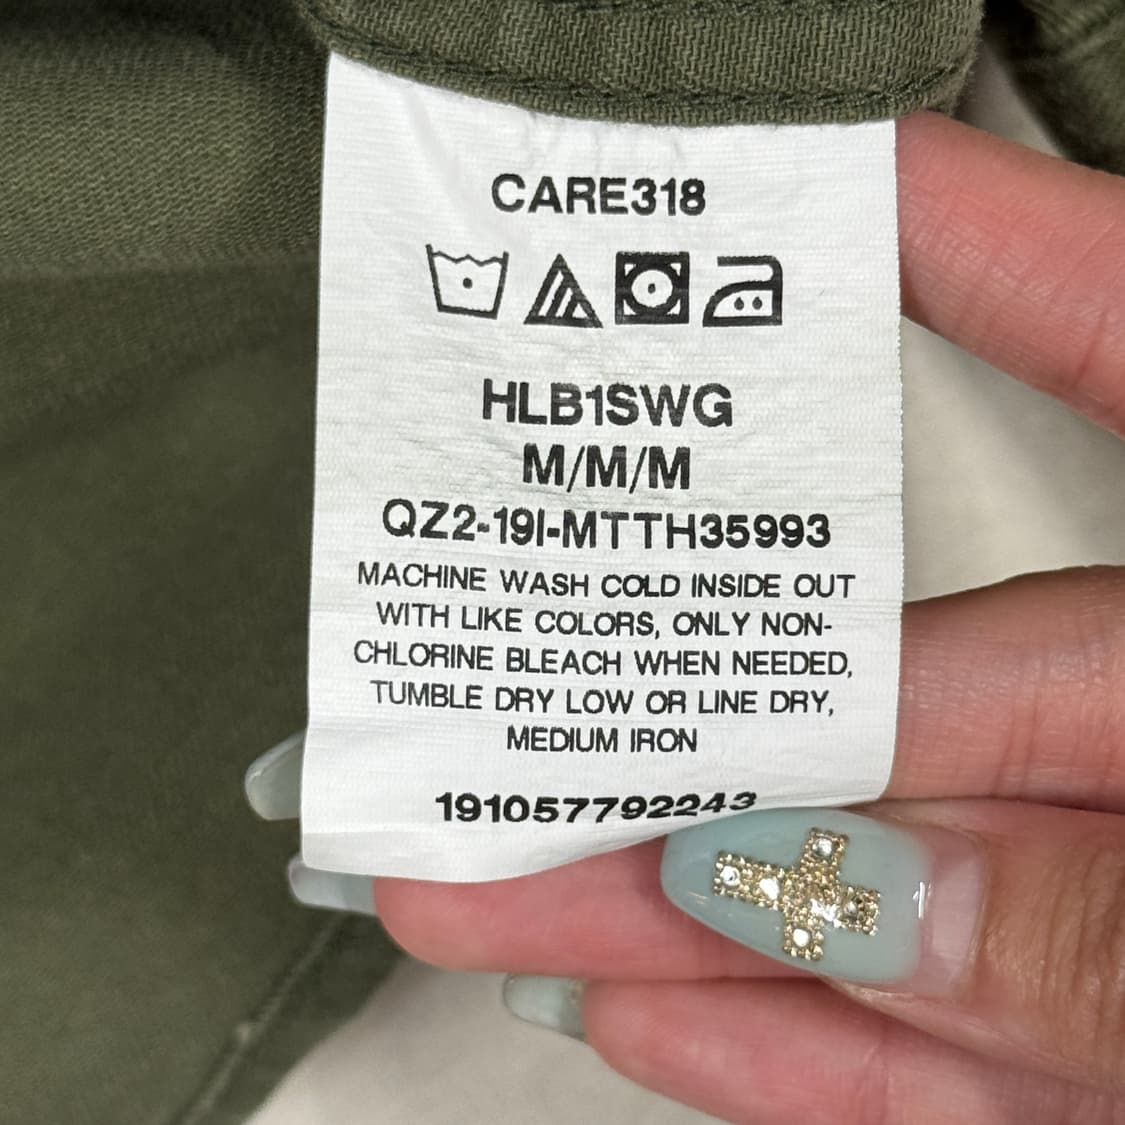 CARE318
HLB1SWG
M/M/M
QZ2-19I-MTTH35993
MACHINE WASH COLD INSIDE OUT
WITH LIKE COLORS, ONLY NON-
CHLORINE BLEACH WHEN NEEDED,
TUMBLE DRY LOW OR LINE DRY,
MEDIUM IRON
191057792243